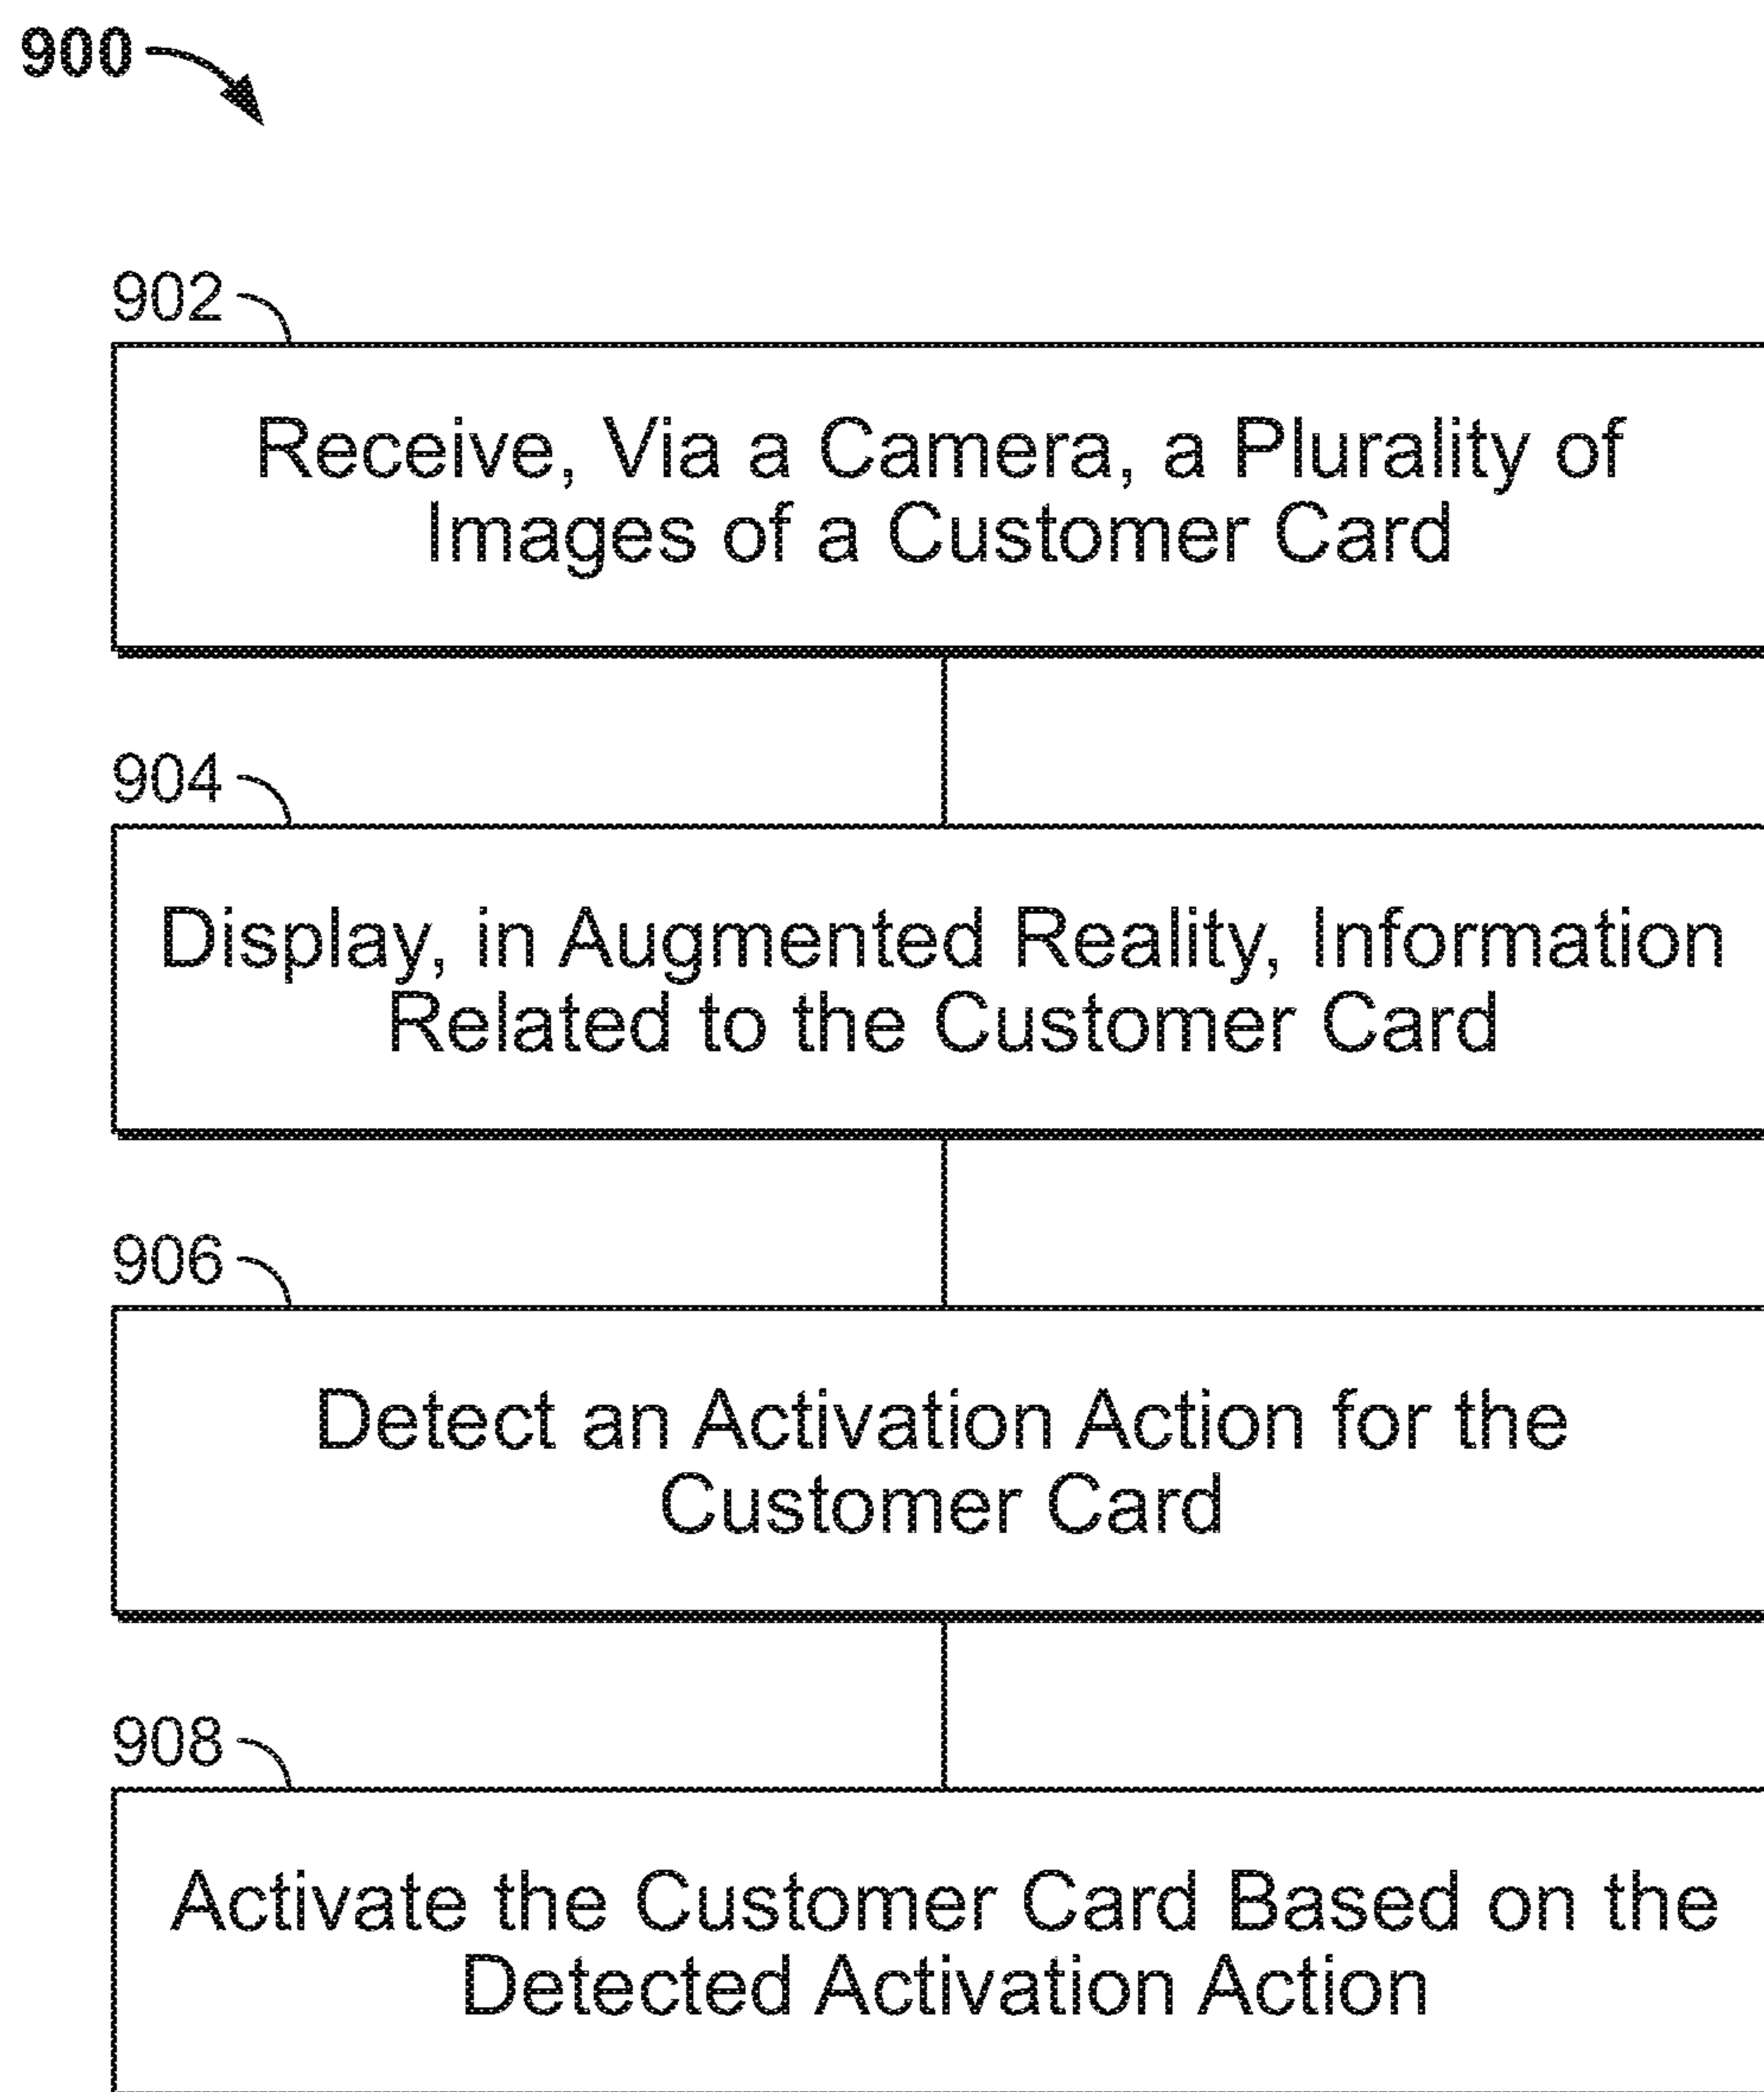 900
902
Receive, Via a Camera, a Plurality of
Images of a Customer Card
904
Display, in Augmented Reality, Information
Related to the Customer Card
906
Detect an Activation Action for the
Customer Card
908
Activate the Customer Card Based on the
Detected Activation Action